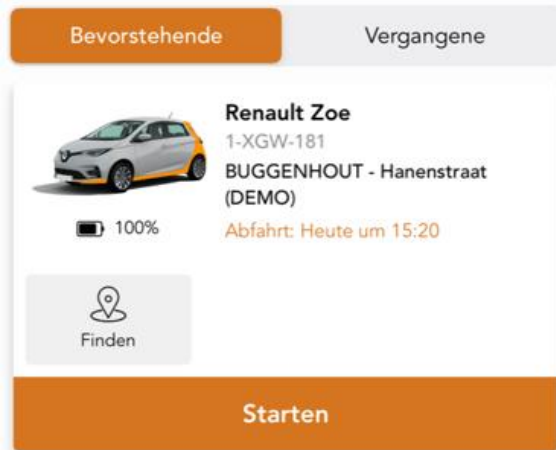 Bevorstehende
Vergangene
Renault Zoe
1-XGW-181
BUGGENHOUT - Hanenstraat
(DEMO)
100%
Abfahrt: Heute um 15:20
Finden
Starten